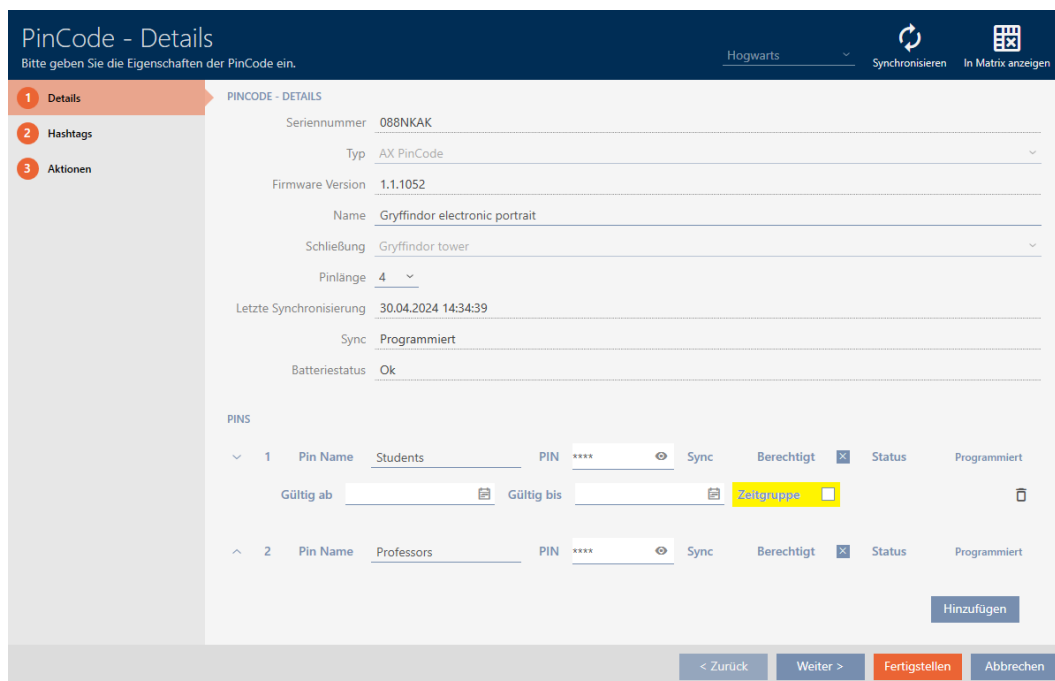 PinCode - Details
Bitte geben Sie die Eigenschaften der PinCode ein.
Hogwarts
Synchronisieren
In Matrix anzeigen
1 Details
2 Hashtags
3 Aktionen
PINCODE - DETAILS
Seriennummer 088NKAK
Typ AX PinCode
Firmware Version 1.1.1052
Name Gryffindor electronic portrait
Schließung Gryffindor tower
Pinlänge 4
Letzte Synchronisierung 30.04.2024 14:34:39
Sync Programmiert
Batteriestatus Ok
PINS
1 Pin Name Students PIN **** Sync Berechtigt Status Programmiert
Gültig ab Gültig bis Zeitgruppe
2 Pin Name Professors PIN **** Sync Berechtigt Status Programmiert
Hinzufügen
< Zurück Weiter > Fertigstellen Abbrechen